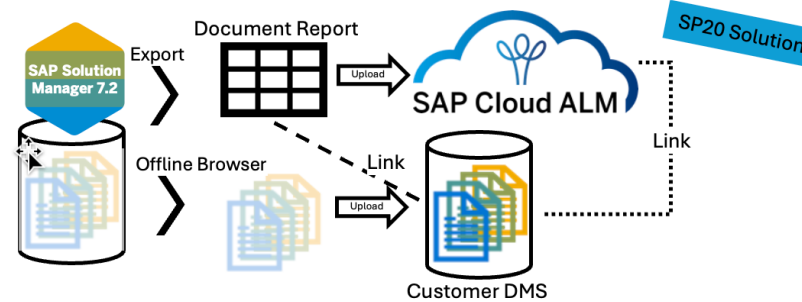 Document Report
SP20 Solution
Export
SAP Solution
Manager 7.2
Upload
SAP Cloud ALM
Link
Offline Browser
Link
Upload
Customer DMS